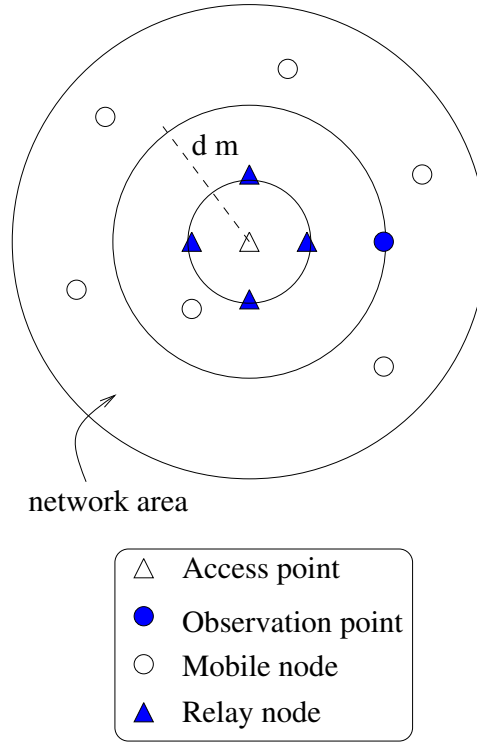 d m
network area
Access point
Observation point
Mobile node
Relay node